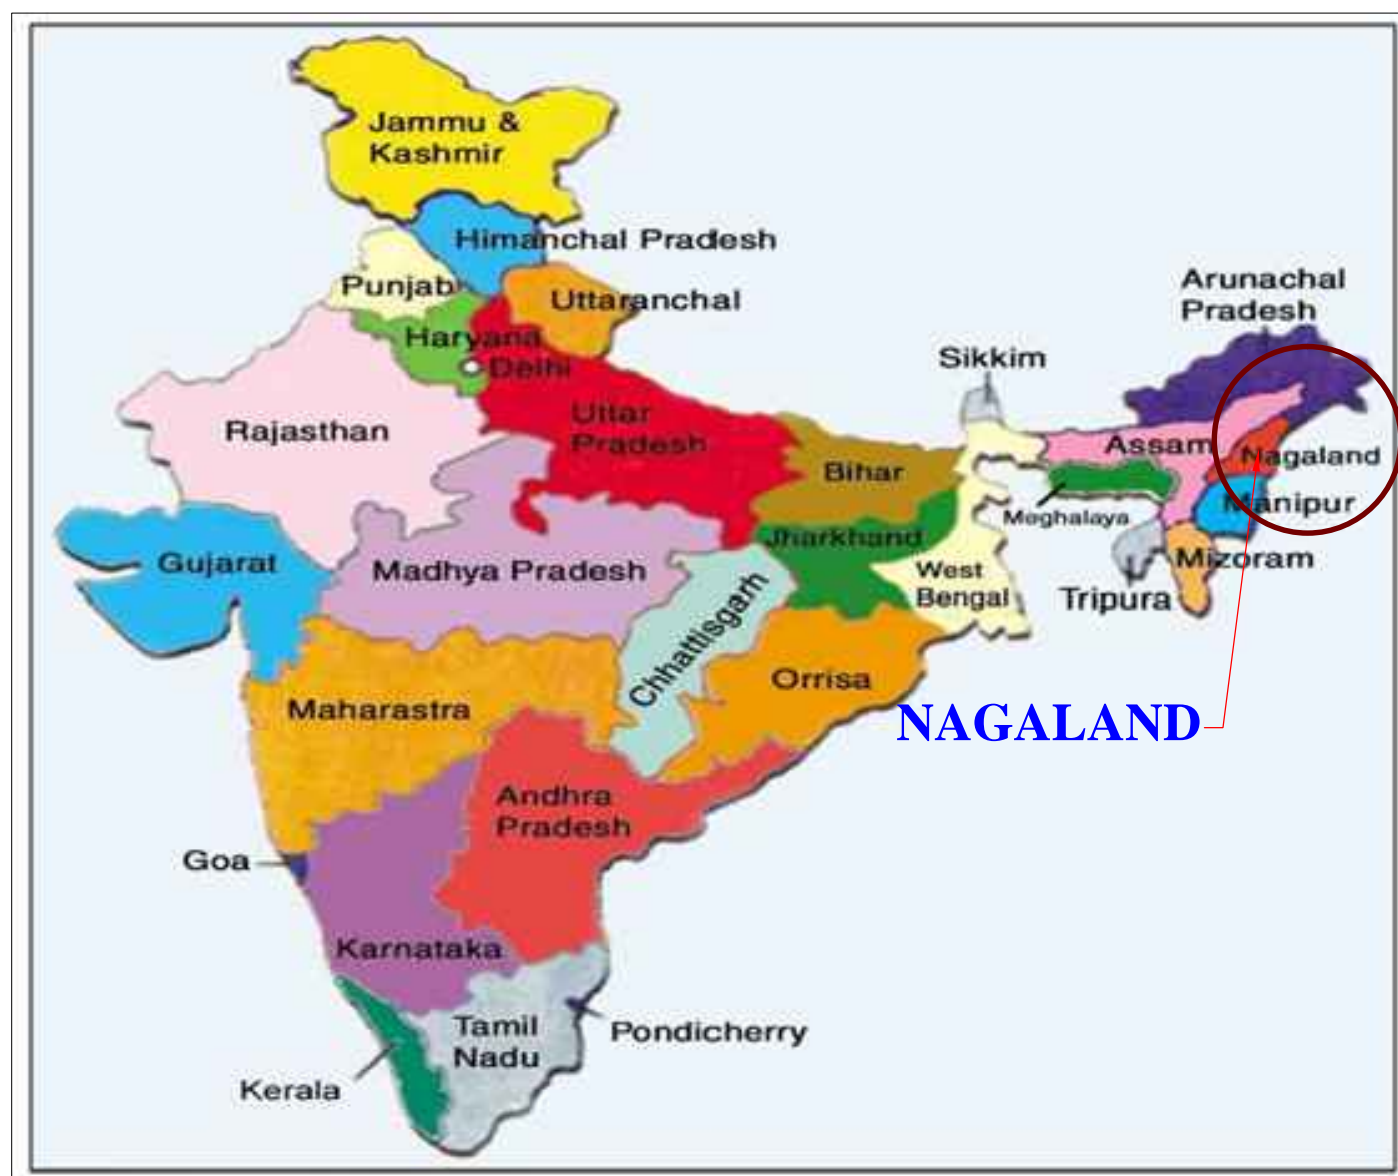 Jammu &
Kashmir
Himanchal Pradesh
Punjab
Uttaranchal
Arunachal
Pradesh
Haryana
Delhi
Sikkim
Rajasthan
Uttar
Pradesh
Assam
Nagaland
Bihar
Manipur
Meghalaya
Jharkhand
Gujarat
Madhya Pradesh
West
Bengal
Mizoram
Tripura
Chhattisgarh
Orrisa
Maharastra
NAGALAND
Andhra
Pradesh
Goa
Karnataka
Tamil
Nadu
Pondicherry
Kerala